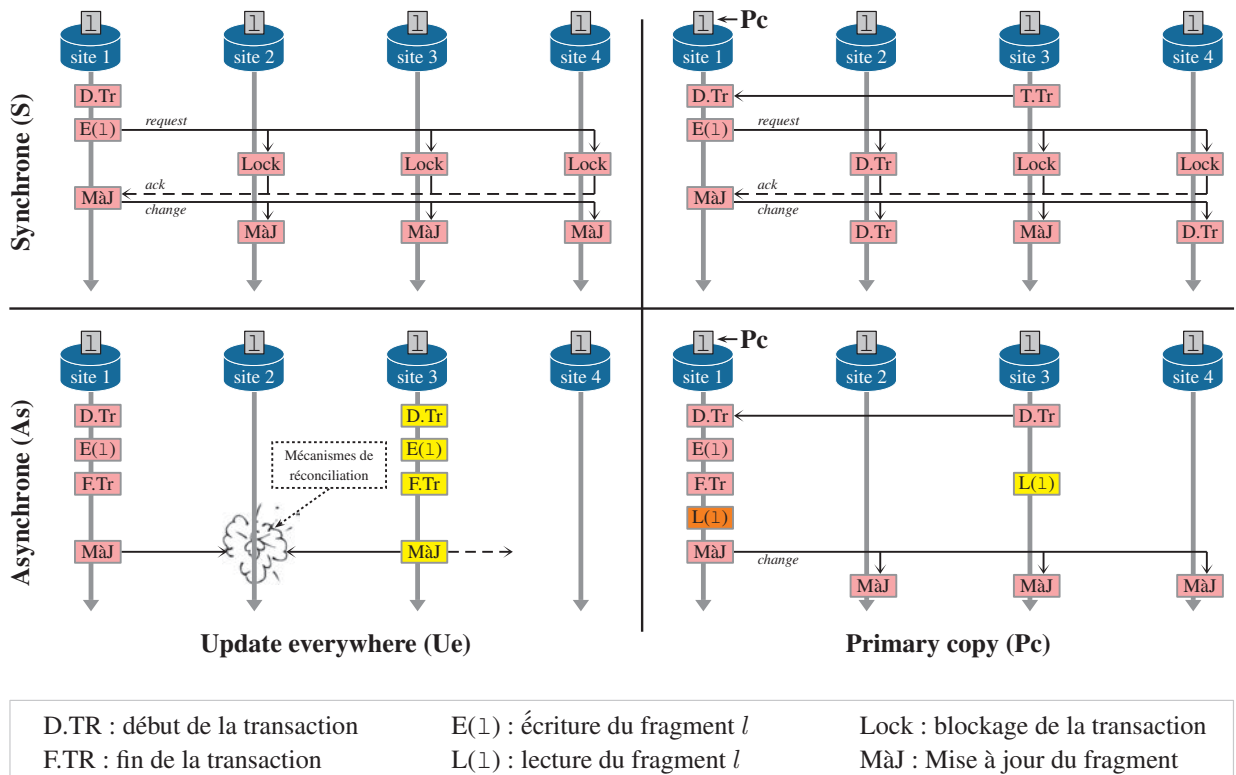 l l l l
site 1 site 2 site 3 site 4
D.Tr
E(l) request
Lock Lock Lock
ack
MàJ
change
MàJ MàJ MàJ
Synchrone (S)
l Pc l l l
site 1 site 2 site 3 site 4
D.Tr T.Tr
E(l) request
D.Tr Lock Lock
ack
MàJ
change
D.Tr MàJ D.Tr
l l l l
site 1 site 2 site 3 site 4
D.Tr D.Tr
E(l) E(l)
Mécanismes de
réconciliation
F.Tr F.Tr
MàJ MàJ
Asynchrone (As)
Update everywhere (Ue)
l Pc l l l
site 1 site 2 site 3 site 4
D.Tr D.Tr
E(l)
F.Tr L(l)
L(l)
MàJ change
MàJ MàJ MàJ
Primary copy (Pc)
D.TR : début de la transaction E(l) : écriture du fragment l Lock : blockage de la transaction
F.TR : fin de la transaction L(l) : lecture du fragment l MàJ : Mise à jour du fragment